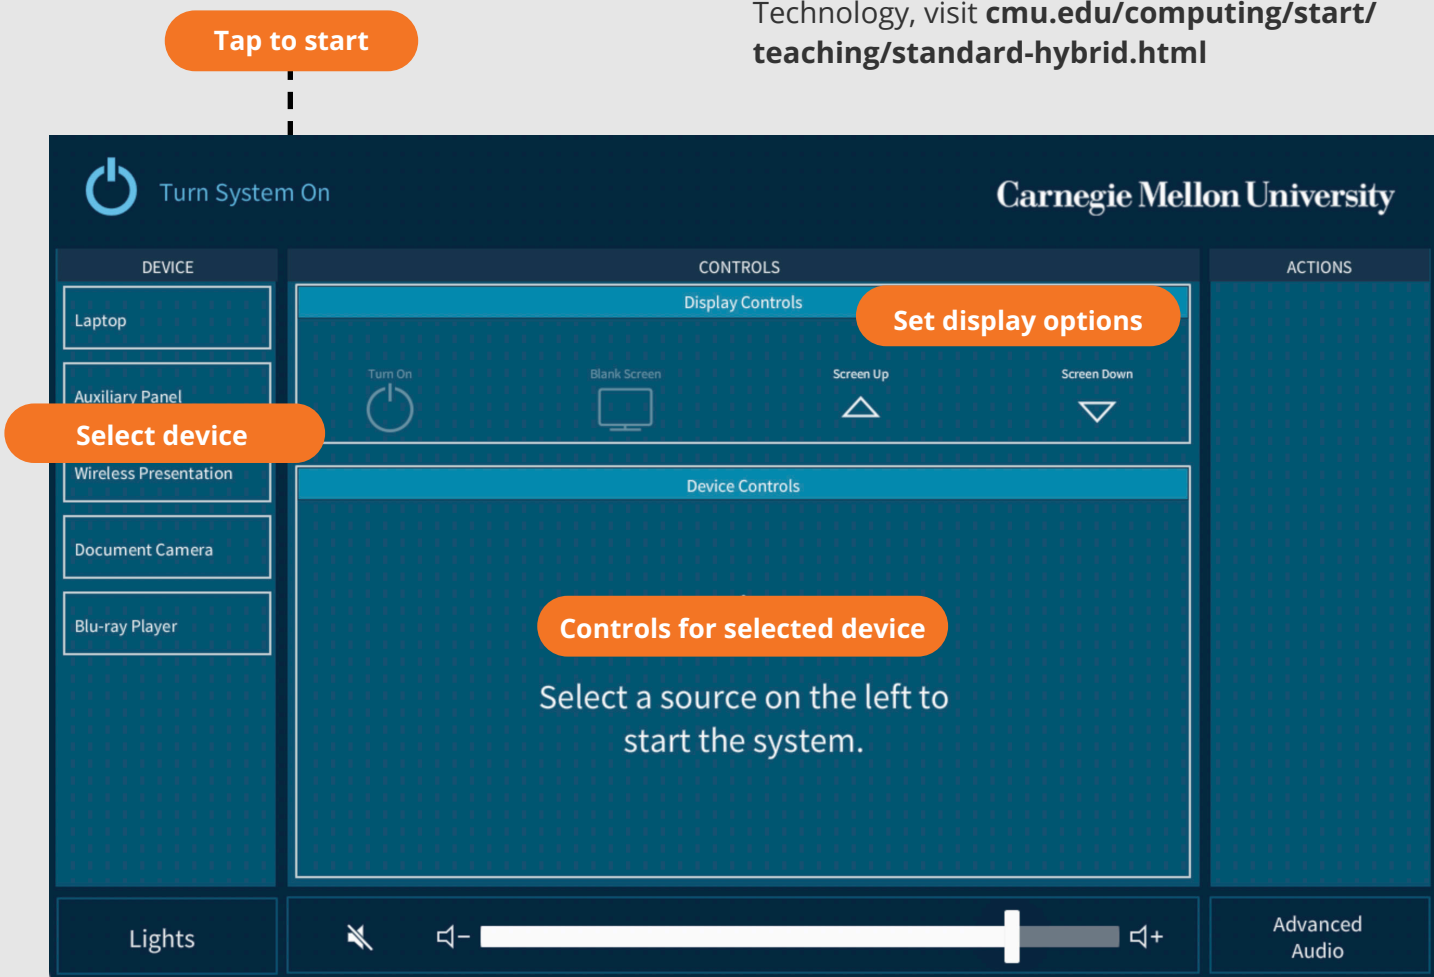 Technology, visit cmu.edu/computing/start/
teaching/standard-hybrid.html
Tap to start
Turn System On
Carnegie Mellon University
DEVICE
CONTROLS
ACTIONS
Laptop
Auxiliary Panel
Select device
Wireless Presentation
Document Camera
Blu-ray Player
Display Controls
Set display options
Turn On
Blank Screen
Screen Up
Screen Down
Device Controls
Controls for selected device
Select a source on the left to
start the system.
Lights
Advanced
Audio